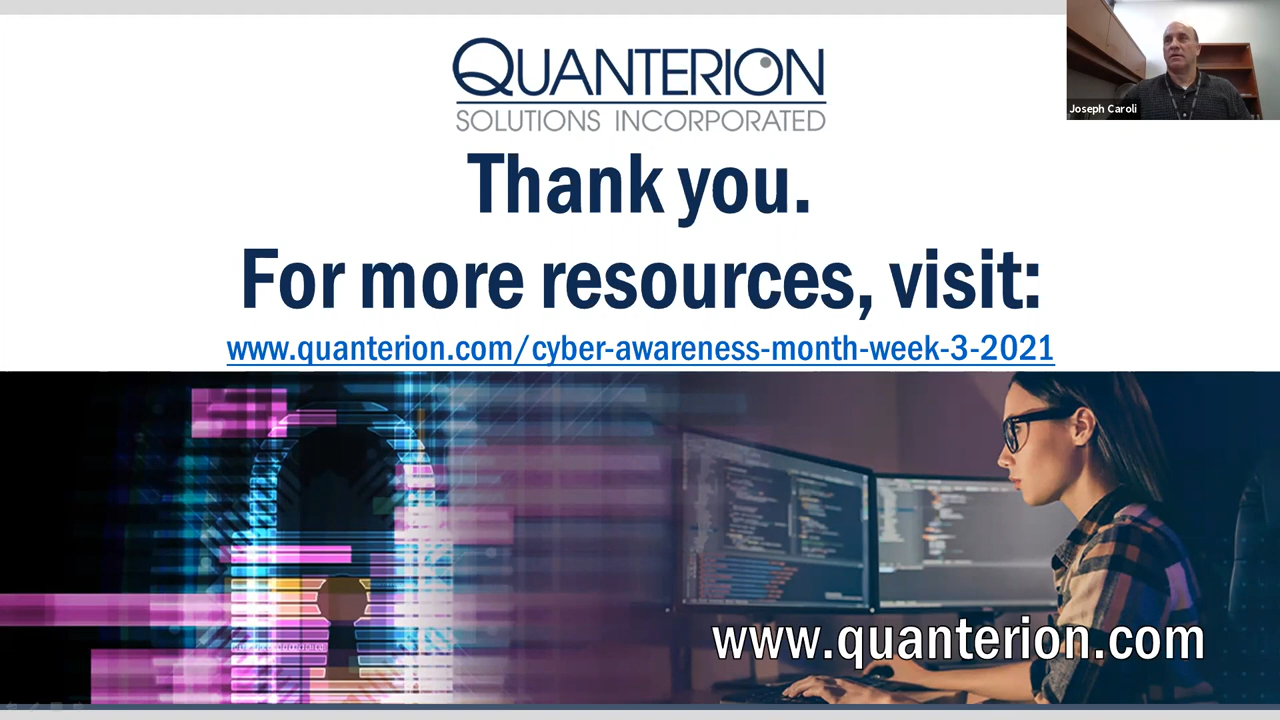 QUANTERION
SOLUTIONS INCORPORATED
Joseph Caroli
Thank you.
For more resources, visit:
www.quanterion.com/cyber-awareness-month-week-3-2021
www.quanterion.com